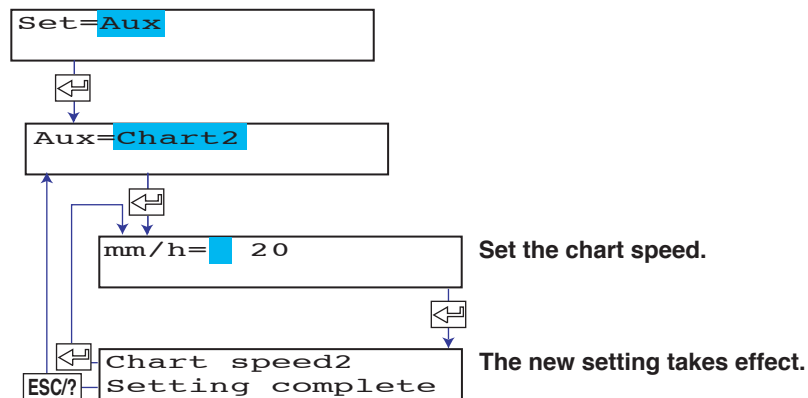 Set=Aux
Aux=Chart2
mm/h= 20
Set the chart speed.
Chart speed2
Setting complete
The new setting takes effect.
ESC/?